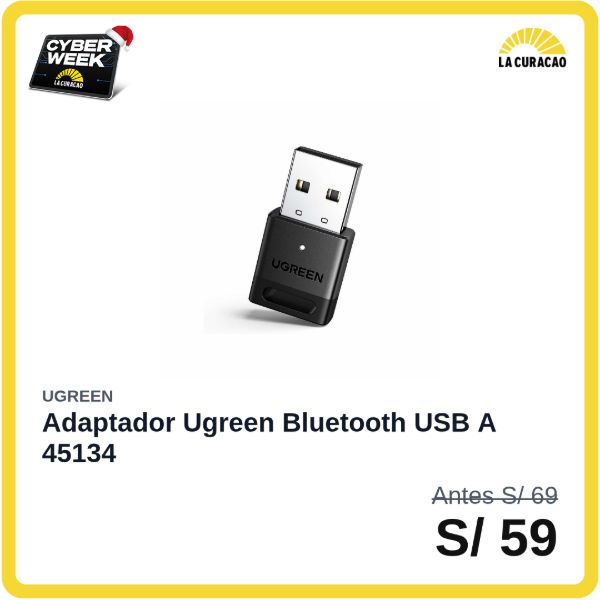 CYBER
WEEK
LA CURACAO
LA CURACAO
UGREEN
UGREEN
Adaptador Ugreen Bluetooth USB A
45134
Antes S/ 69
S/ 59